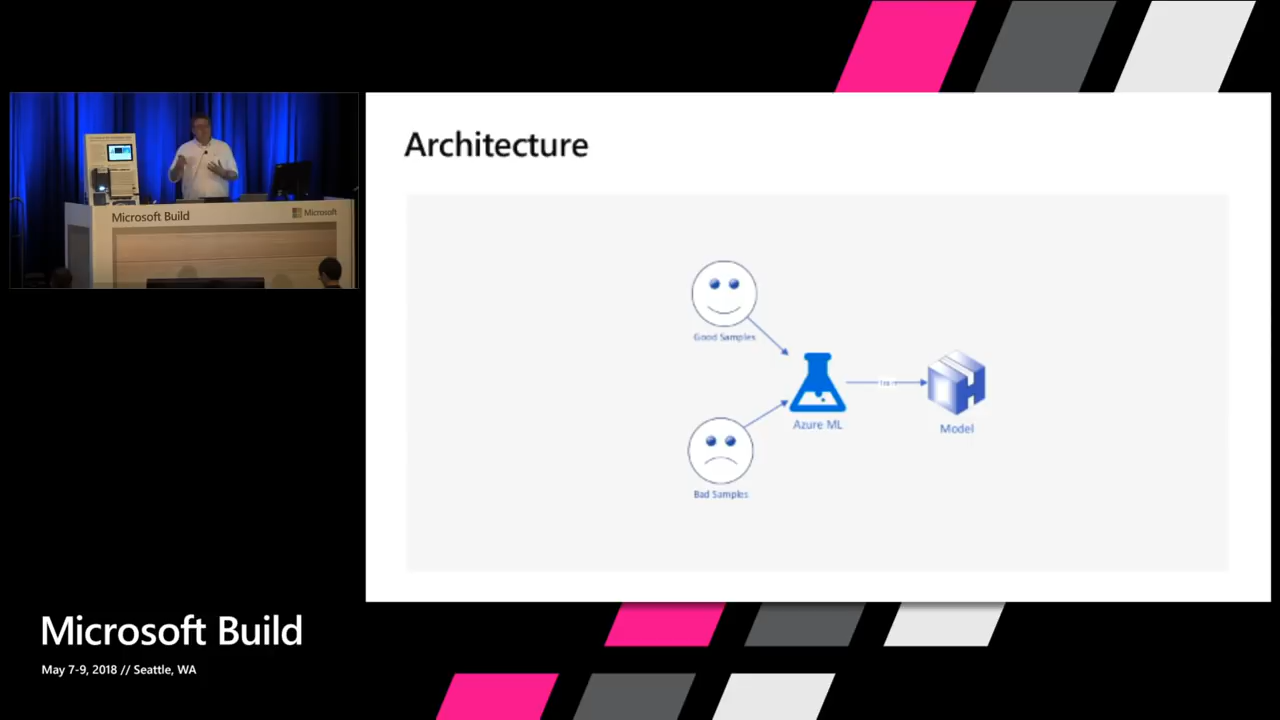 Architecture
Good Samples
Azure ML
Model
Bad Samples
Microsoft Build
Microsoft
Microsoft Build
May 7-9, 2018 // Seattle, WA